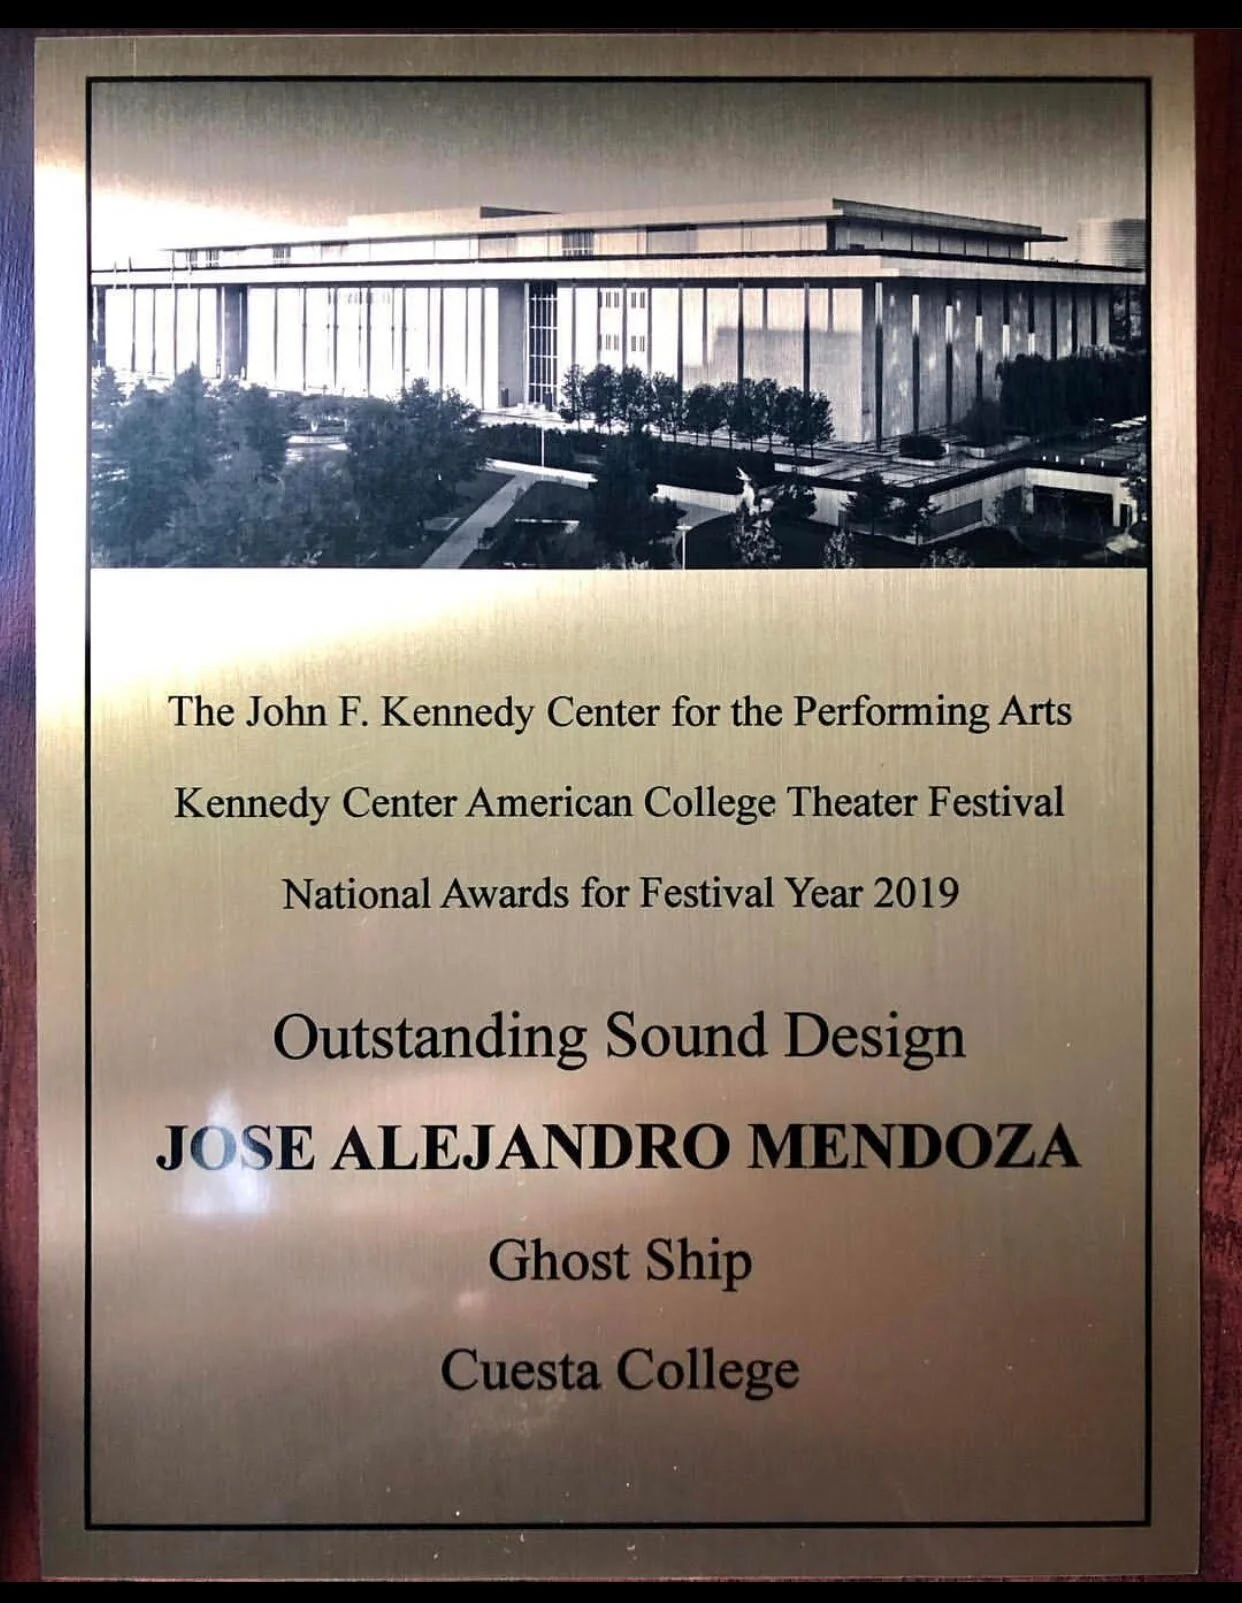 The John F. Kennedy Center for the Performing Arts
Kennedy Center American College Theater Festival
National Awards for Festival Year 2019
Outstanding Sound Design
JOSE ALEJANDRO MENDOZA
Ghost Ship
Cuesta College